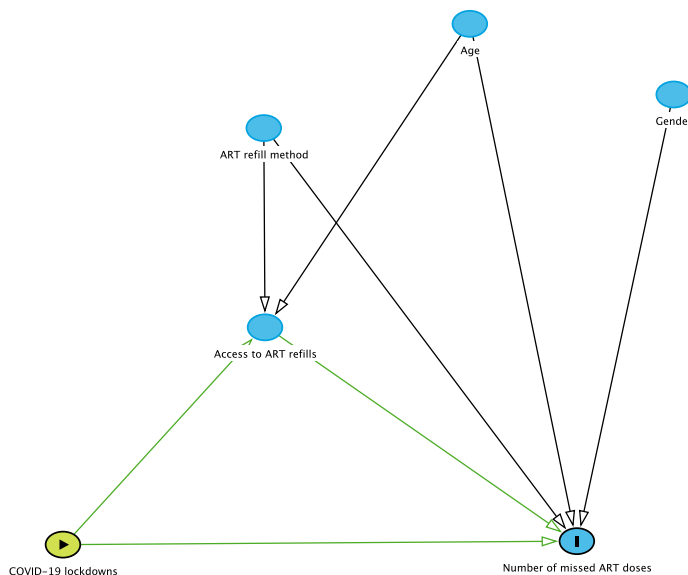 Age
Gende
ART refill method
Access to ART refills
COVID-19 lockdowns
Number of missed ART doses